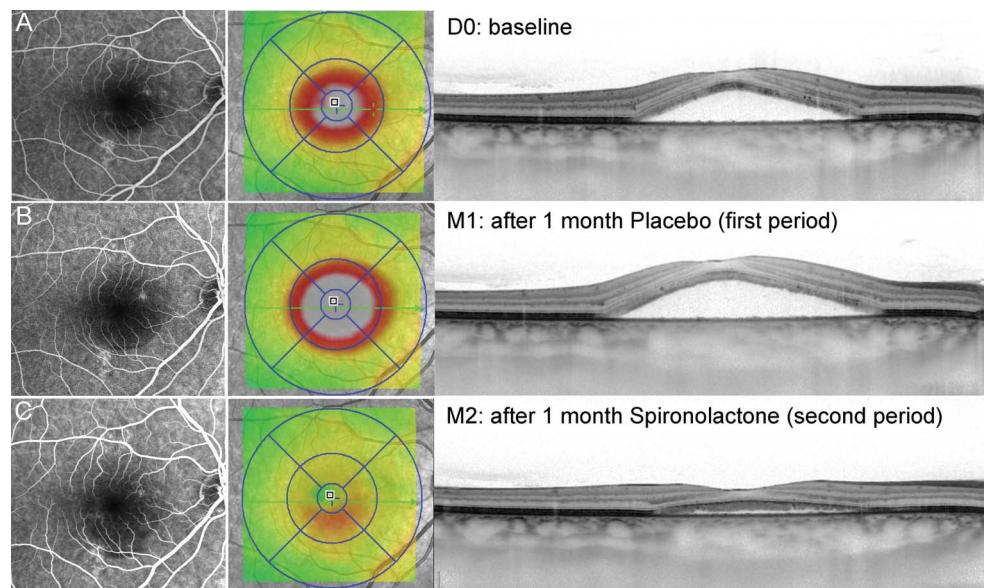 A
D0: baseline
B
M1: after 1 month Placebo (first period)
C
M2: after 1 month Spironolactone (second period)